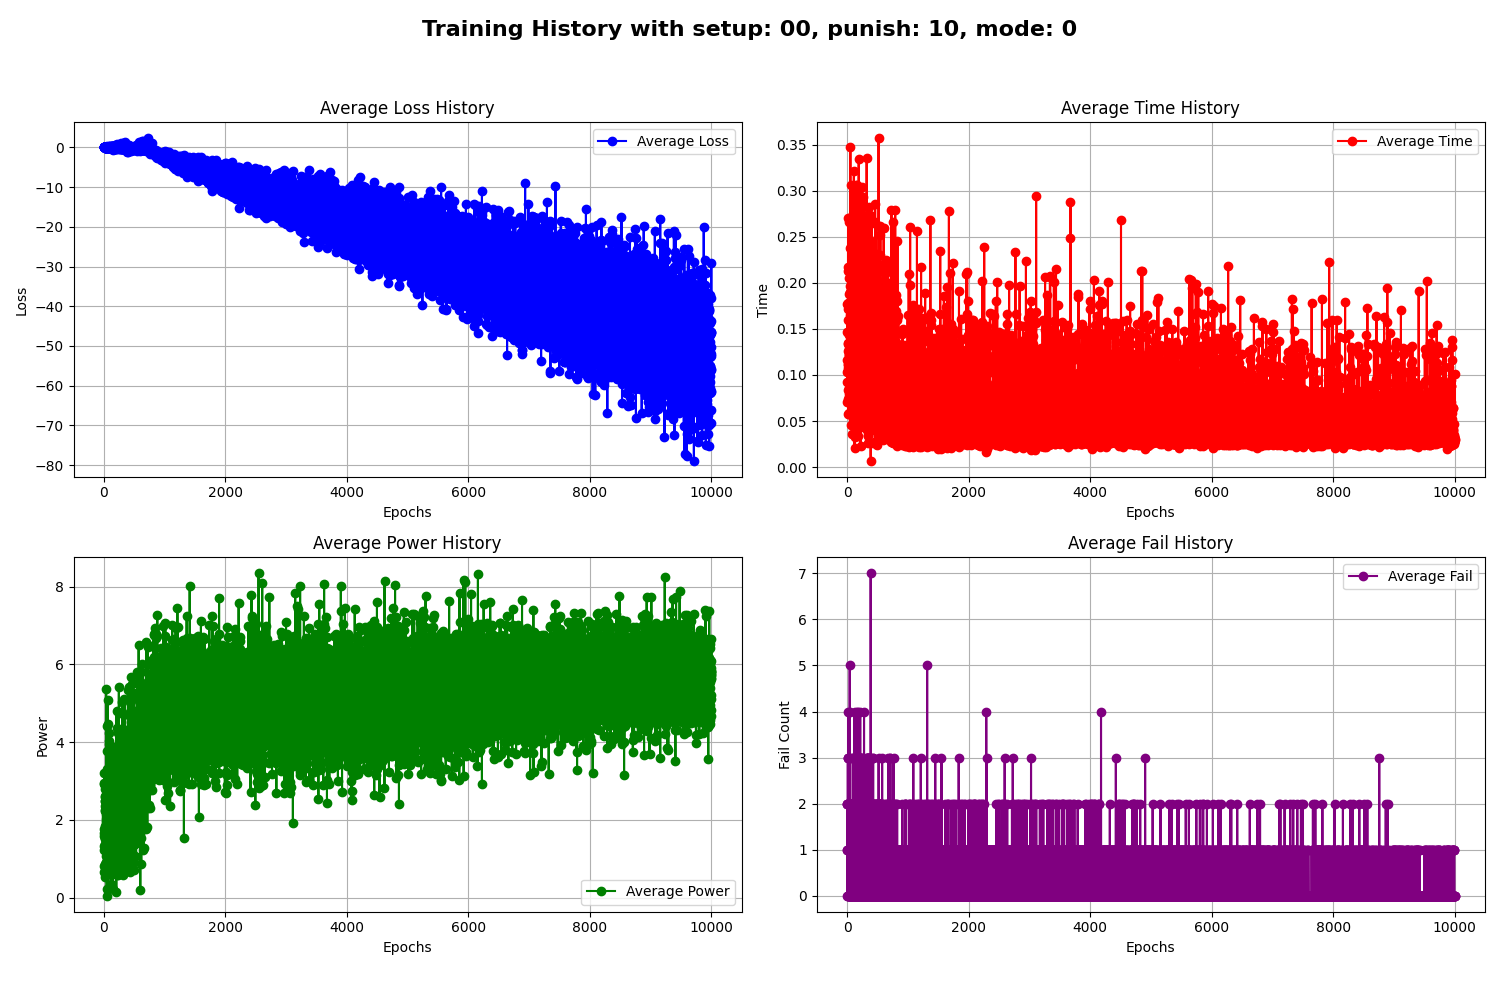 Training History with setup: 00, punish: 10, mode: 0
Average Loss History
Average Loss
0
−10
−20
−30
−40
−50
−60
−70
−80
Loss
0 2000 4000 6000 8000 10000
Epochs
Average Time History
Average Time
0.35
0.30
0.25
0.20
0.15
0.10
0.05
0.00
Time
0 2000 4000 6000 8000 10000
Epochs
Average Power History
8
6
4
2
0
Power
Average Power
0 2000 4000 6000 8000 10000
Epochs
Average Fail History
Average Fail
7
6
5
4
3
2
1
0
Fail Count
0 2000 4000 6000 8000 10000
Epochs